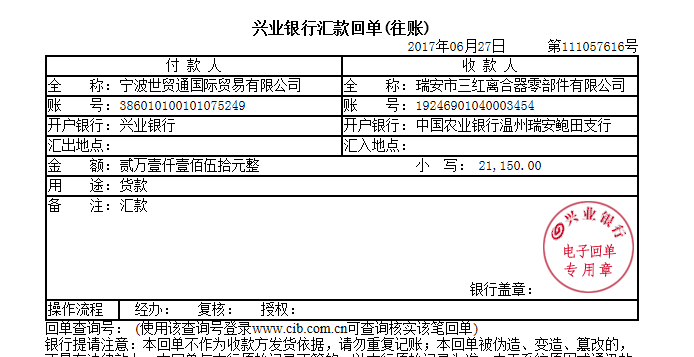 兴业银行汇款回单(往账)
2017年06月27日 第111057616号
付 款 人 收 款 人
全 称：宁波世贸通国际贸易有限公司 全 称：瑞安市三红离合器零部件有限公司
账 号：386010100101075249 账 号：19246901040003454
开户银行：兴业银行 开户银行：中国农业银行温州瑞安鲍田支行
汇出地点： 汇入地点：
金 额：贰万壹仟壹佰伍拾元整 小 写： 21,150.00
用 途：货款
备 注：汇款
兴业银行
电子回单
专用章
银行盖章：
操作流程 经办： 复核： 授权：
回单查询号： (使用该查询号登录www.cib.com.cn可查询核实该笔回单)
银行提请注意：本回单不作为收款方发货依据，请勿重复记账；本回单被伪造、变造、篡改的，